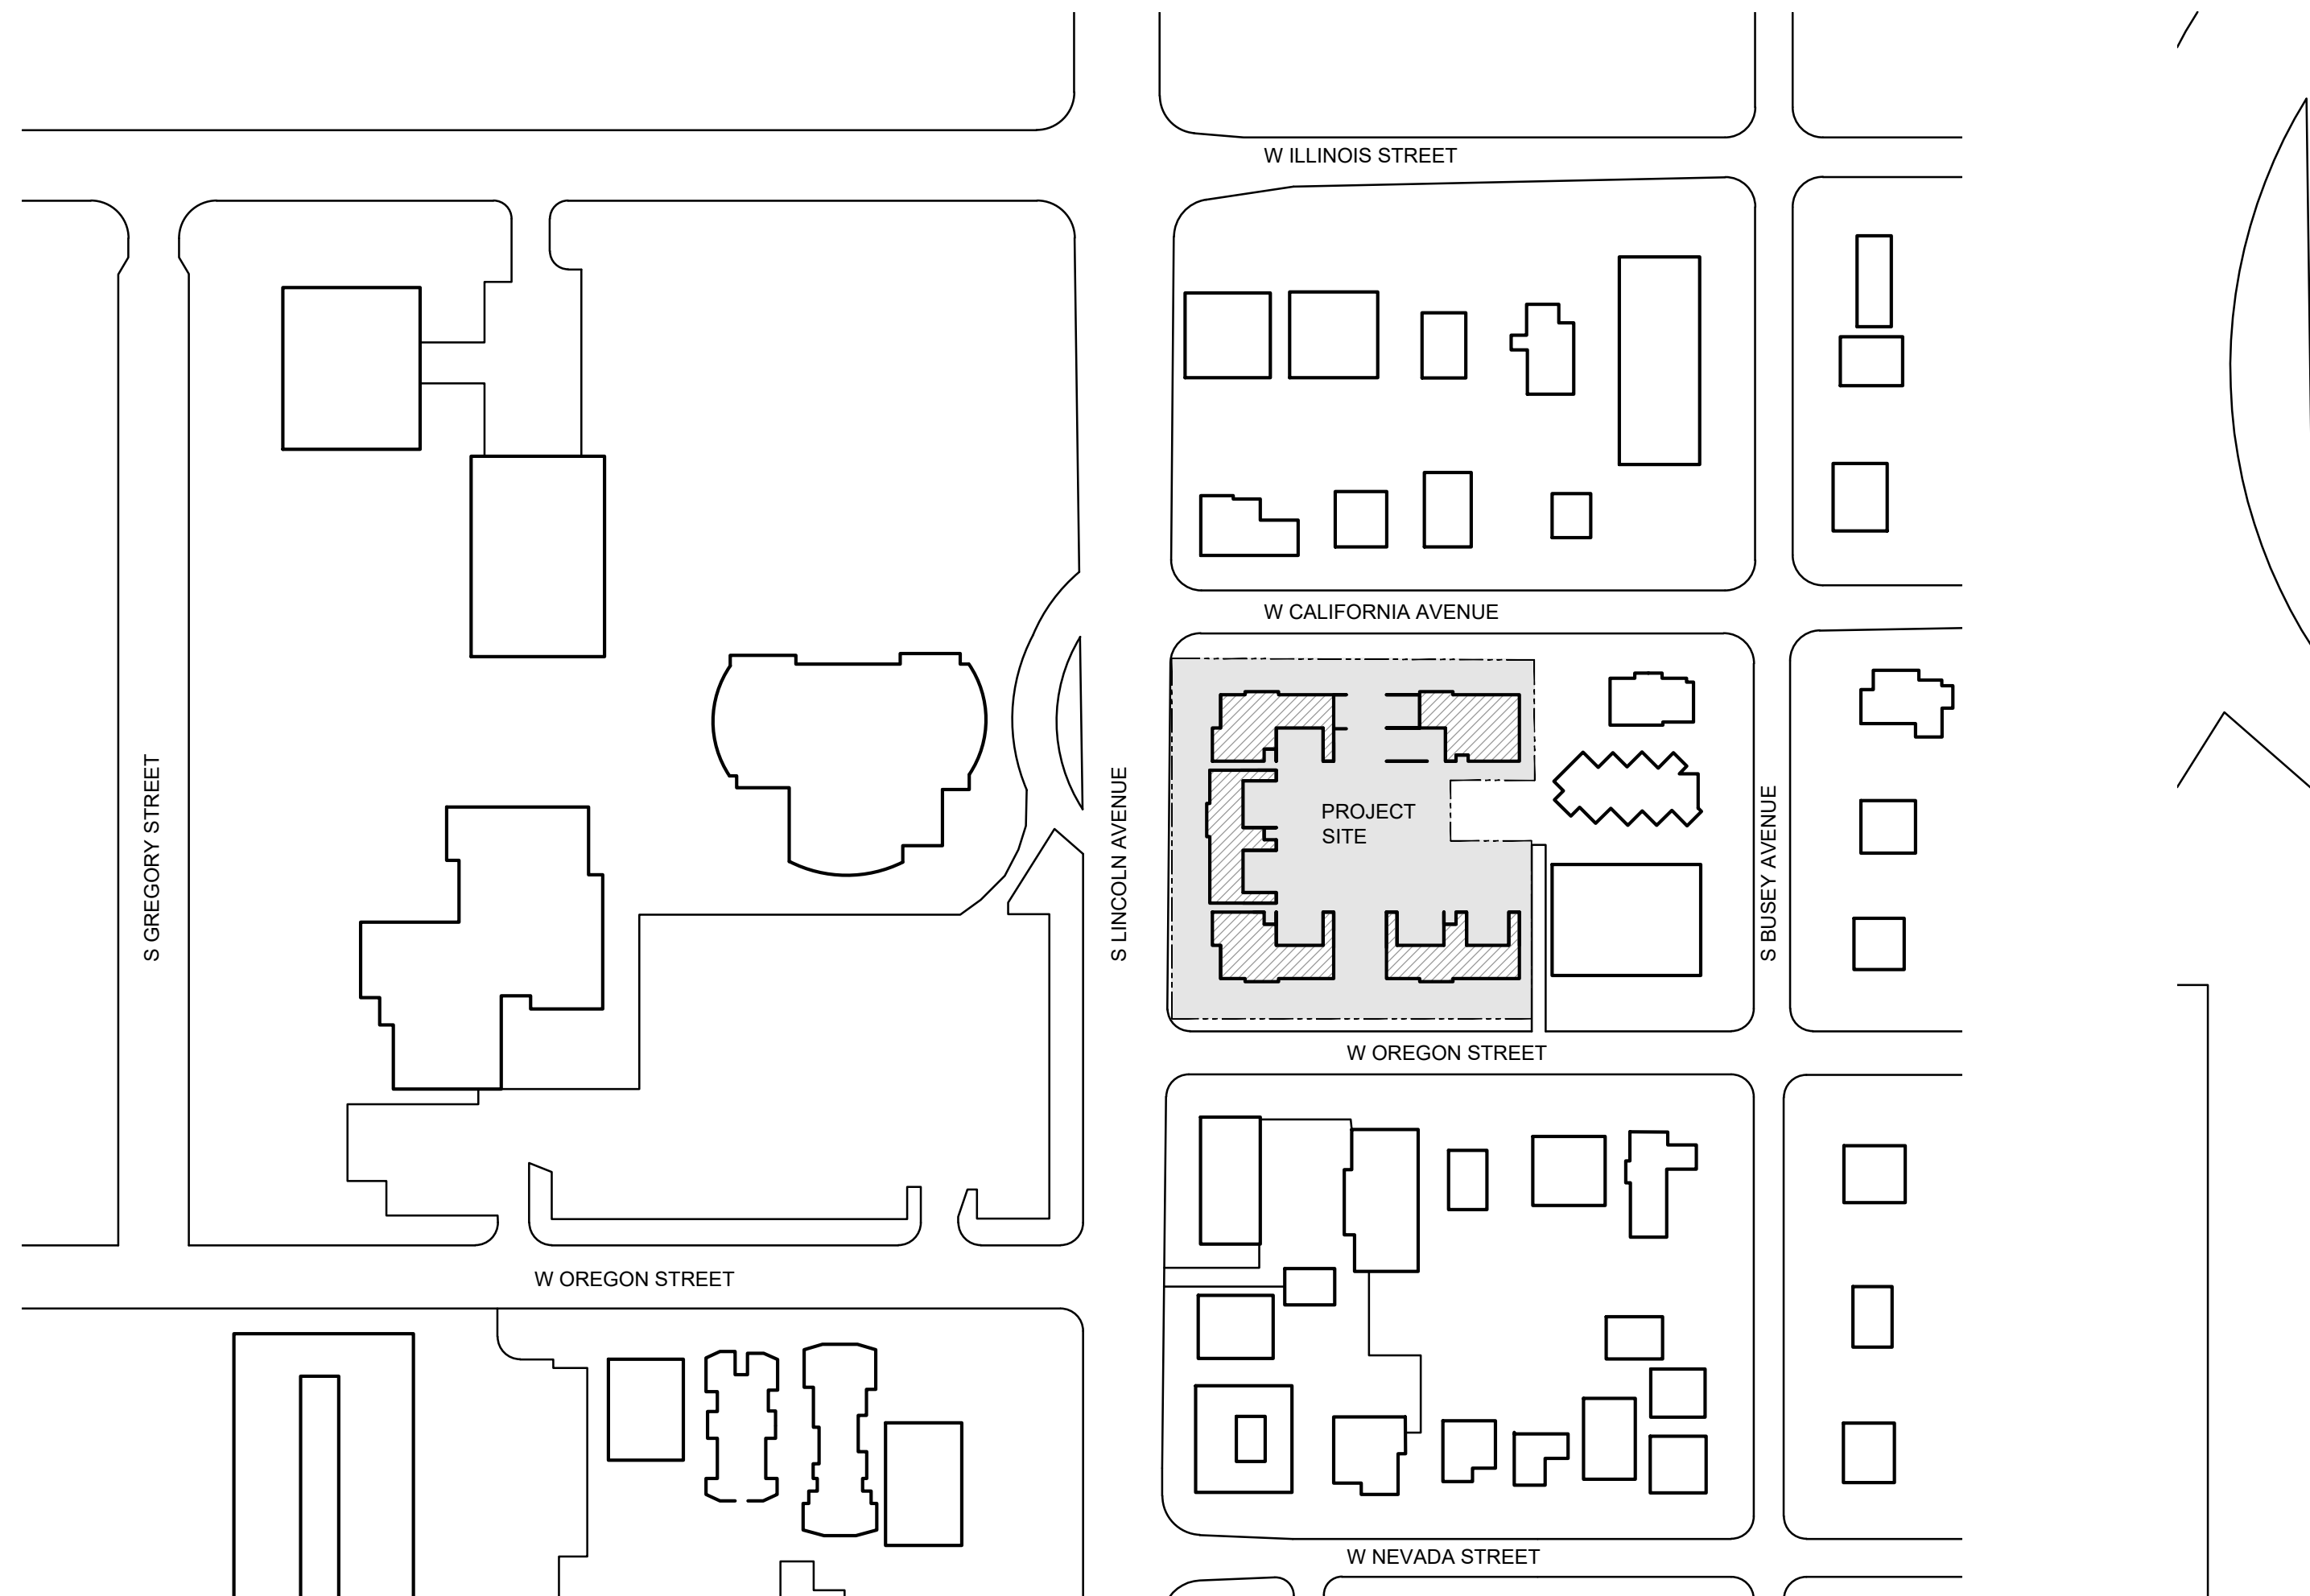 W ILLINOIS STREET
W CALIFORNIA AVENUE
S GREGORY STREET
S LINCOLN AVENUE
PROJECT
SITE
S BUSEY AVENUE
W OREGON STREET
W OREGON STREET
W NEVADA STREET